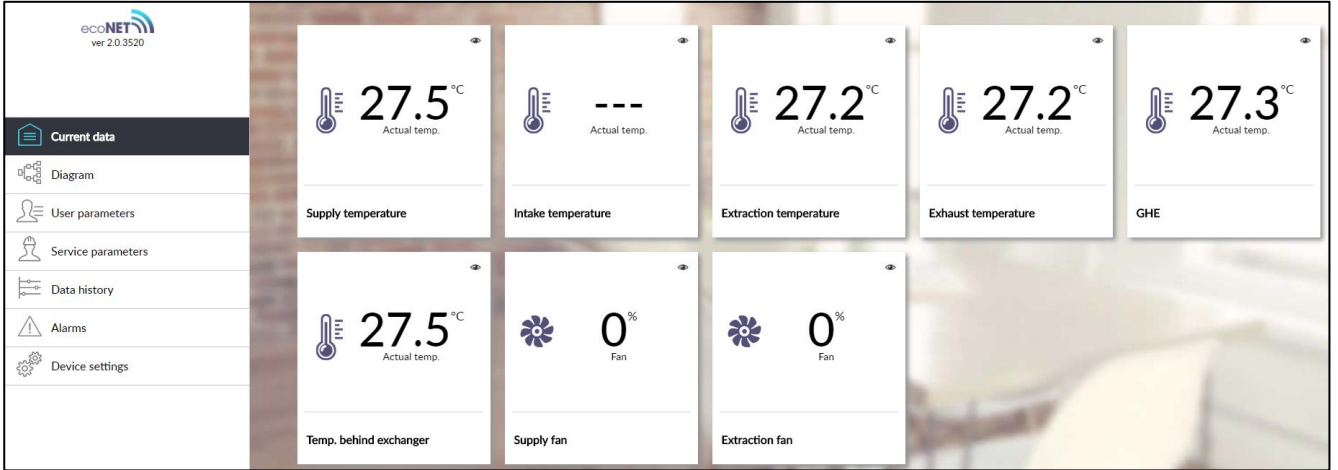 ecoNET
ver 2.0.3520
Current data
Diagram
User parameters
Service parameters
Data history
Alarms
Device settings
27.5 °C
Actual temp.
Supply temperature
---
Actual temp.
Intake temperature
27.2 °C
Actual temp.
Extraction temperature
27.2 °C
Actual temp.
Exhaust temperature
27.3 °C
Actual temp.
GHE
27.5 °C
Actual temp.
Temp. behind exchanger
0 %
Fan
Supply fan
0 %
Fan
Extraction fan